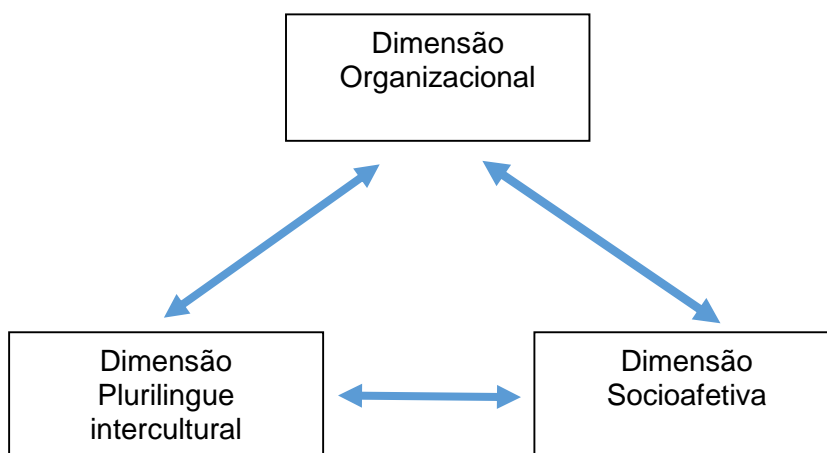 Dimensão
Organizacional
Dimensão
Plurilingue
intercultural
Dimensão
Socioafetiva